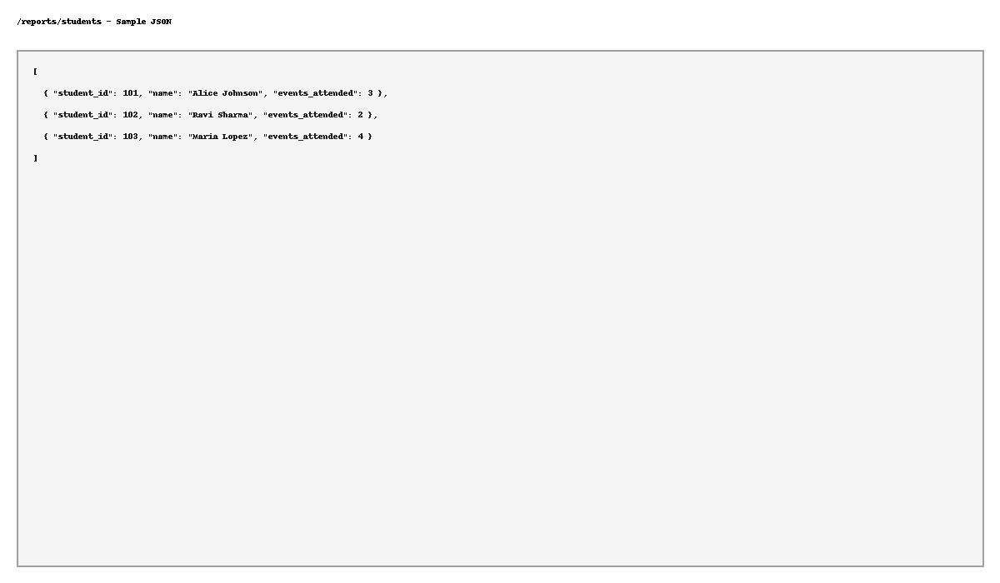 /reports/students - Sample JSON
[
{ "student_id": 101, "name": "Alice Johnson", "events_attended": 3 },
{ "student_id": 102, "name": "Ravi Sharma", "events_attended": 2 },
{ "student_id": 103, "name": "Maria Lopez", "events_attended": 4 }
]